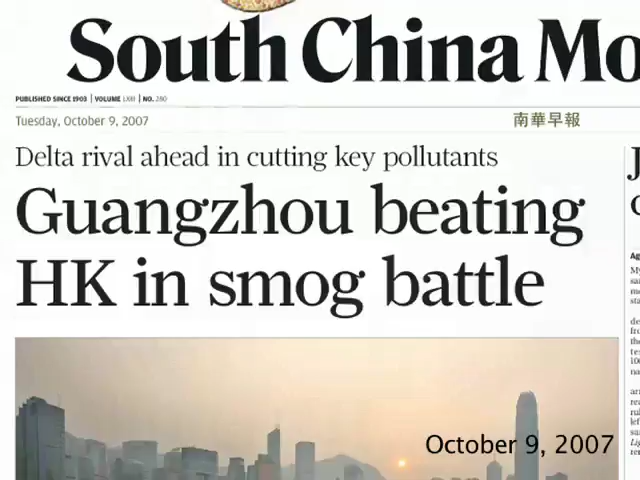 South China Mo
PUBLISHED SINCE 1903 | VOLUME LXIII | NO. 280
Tuesday, October 9, 2007
南華早報
Delta rival ahead in cutting key pollutants
Guangzhou beating
HK in smog battle
October 9, 2007